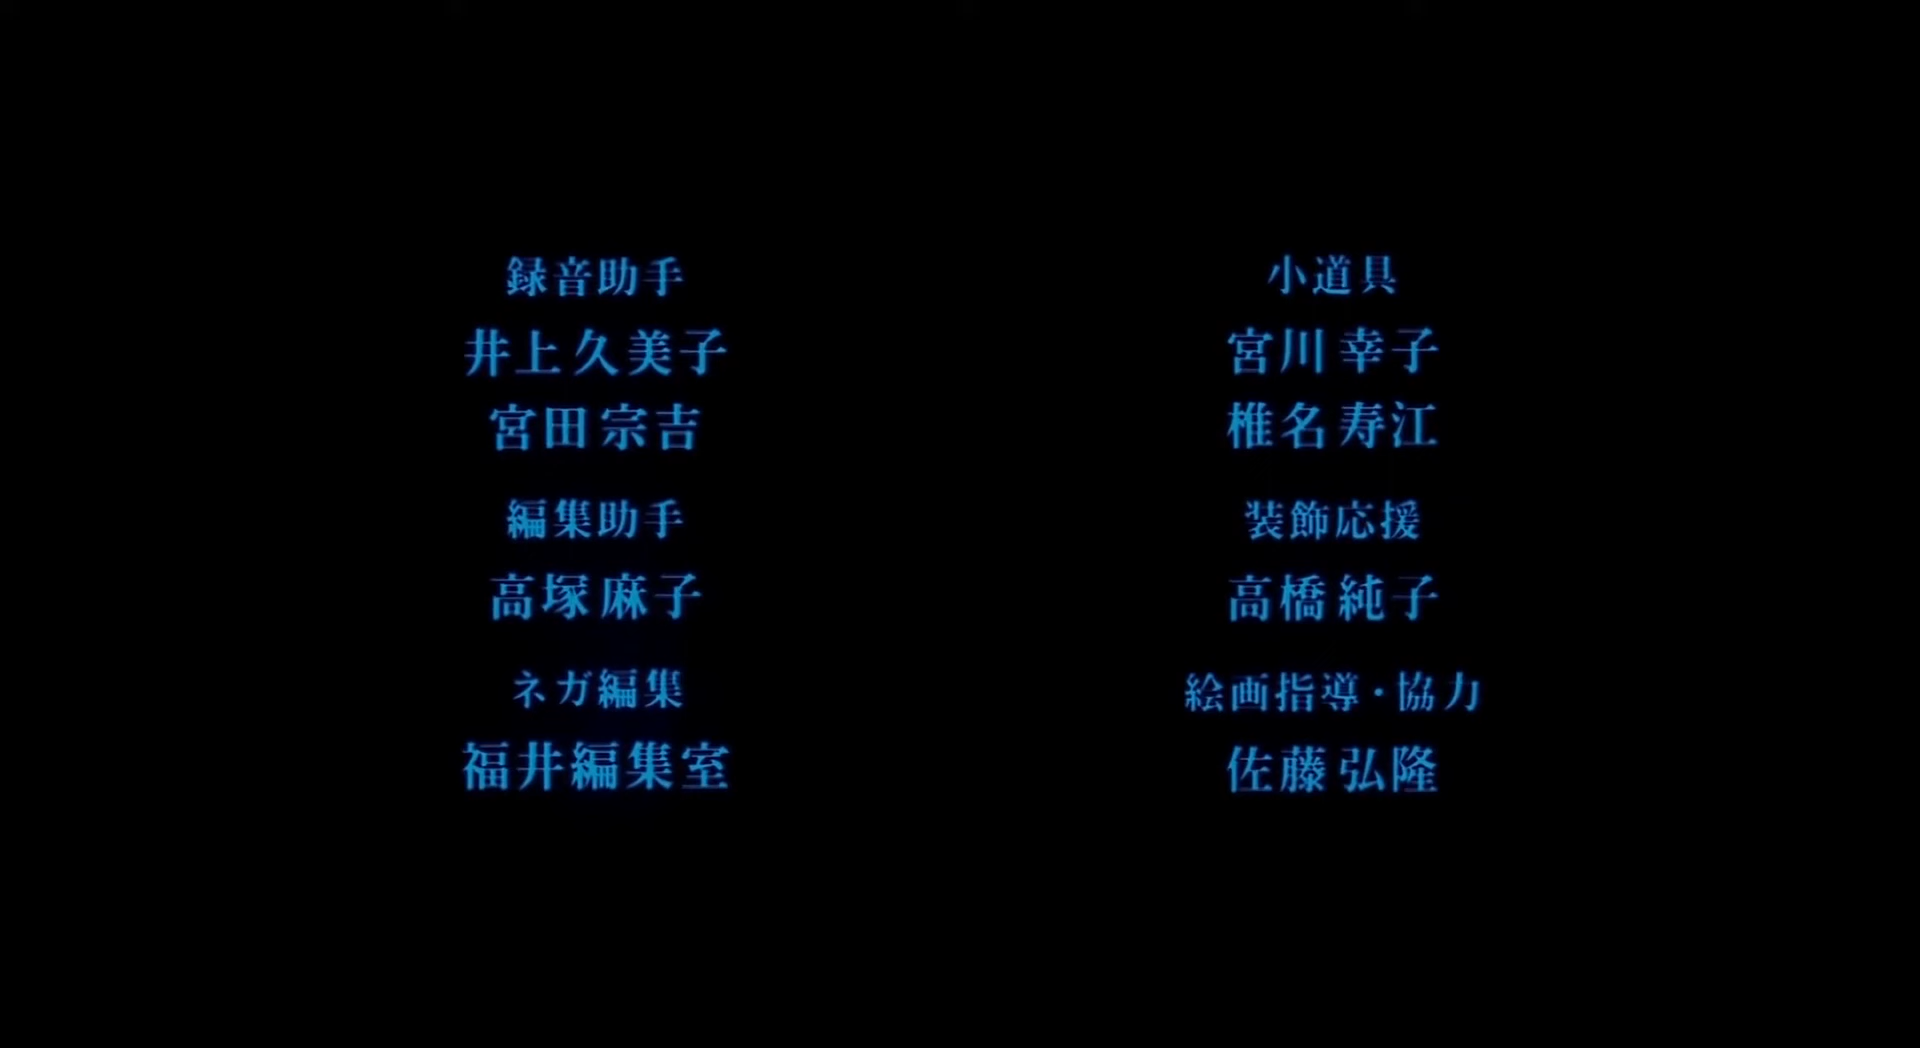 録音助手
井上久美子
宮田宗吉
編集助手
高塚麻子
ネガ編集
福井編集室
小道具
宮川幸子
椎名寿江
装飾応援
高橋純子
絵画指導・協力
佐藤弘隆